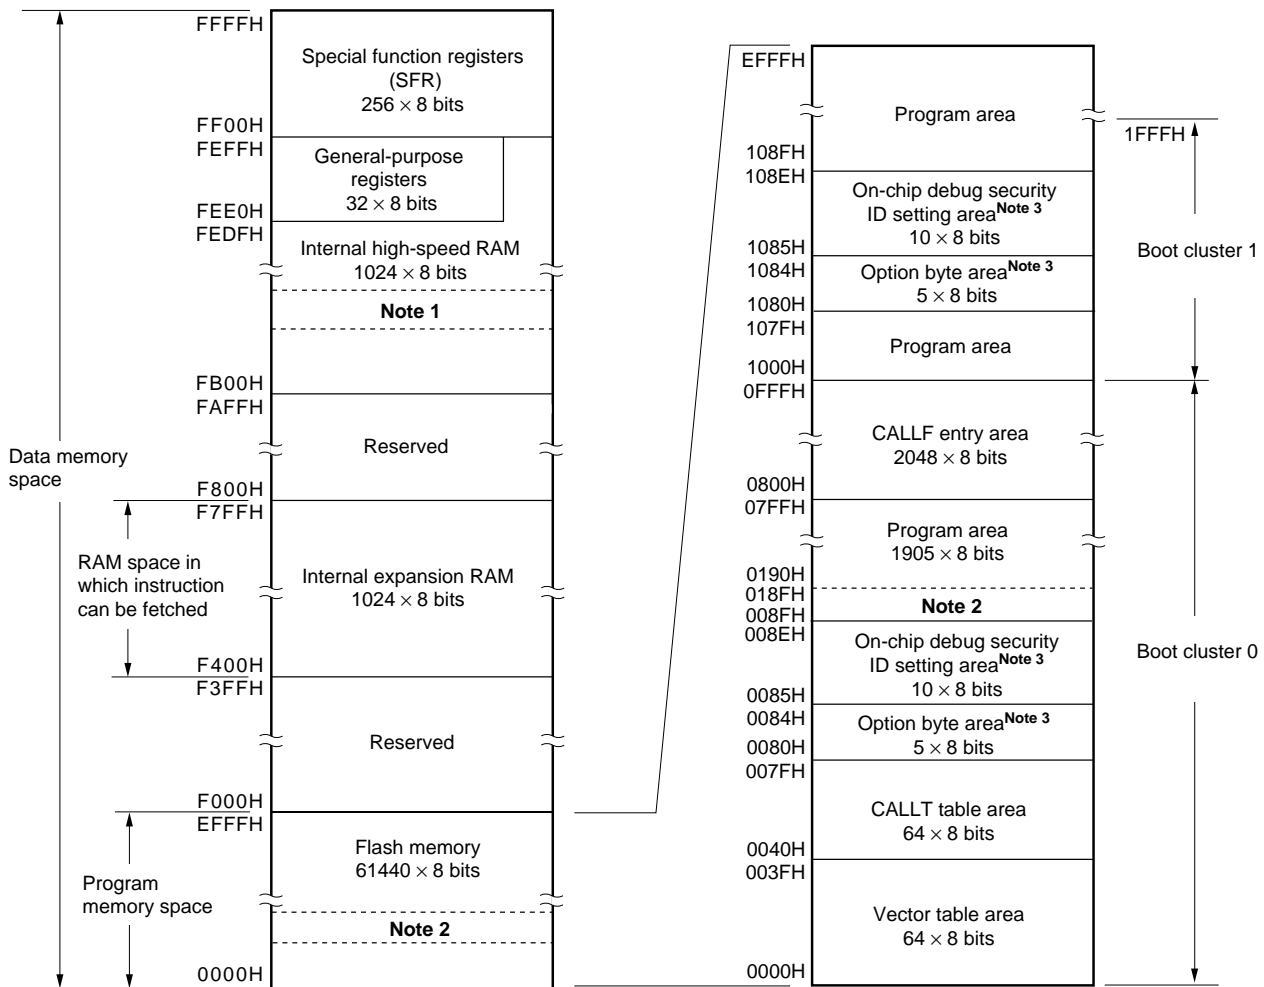 FFFFH
Special function registers
(SFR)
256 × 8 bits
FF00H
FEFFH
General-purpose
registers
32 × 8 bits
FEE0H
FEDFH
Internal high-speed RAM
1024 × 8 bits
Note 1
FB00H
FAFFH
Reserved
Data memory
space
F800H
F7FFH
RAM space in
which instruction
can be fetched
Internal expansion RAM
1024 × 8 bits
F400H
F3FFH
Reserved
F000H
EFFFH
Flash memory
61440 × 8 bits
Program
memory space
Note 2
0000H
EFFFH
Program area
1FFFH
108FH
108EH
On-chip debug security
ID setting areaNote 3
10 × 8 bits
1085H
1084H
Option byte areaNote 3
5 × 8 bits
1080H
107FH
Program area
1000H
0FFFH
Boot cluster 1
CALLF entry area
2048 × 8 bits
0800H
07FFH
Program area
1905 × 8 bits
0190H
018FH
Note 2
008FH
008EH
On-chip debug security
ID setting areaNote 3
10 × 8 bits
0085H
0084H
Option byte areaNote 3
5 × 8 bits
0080H
007FH
CALLT table area
64 × 8 bits
0040H
003FH
Vector table area
64 × 8 bits
0000H
Boot cluster 0